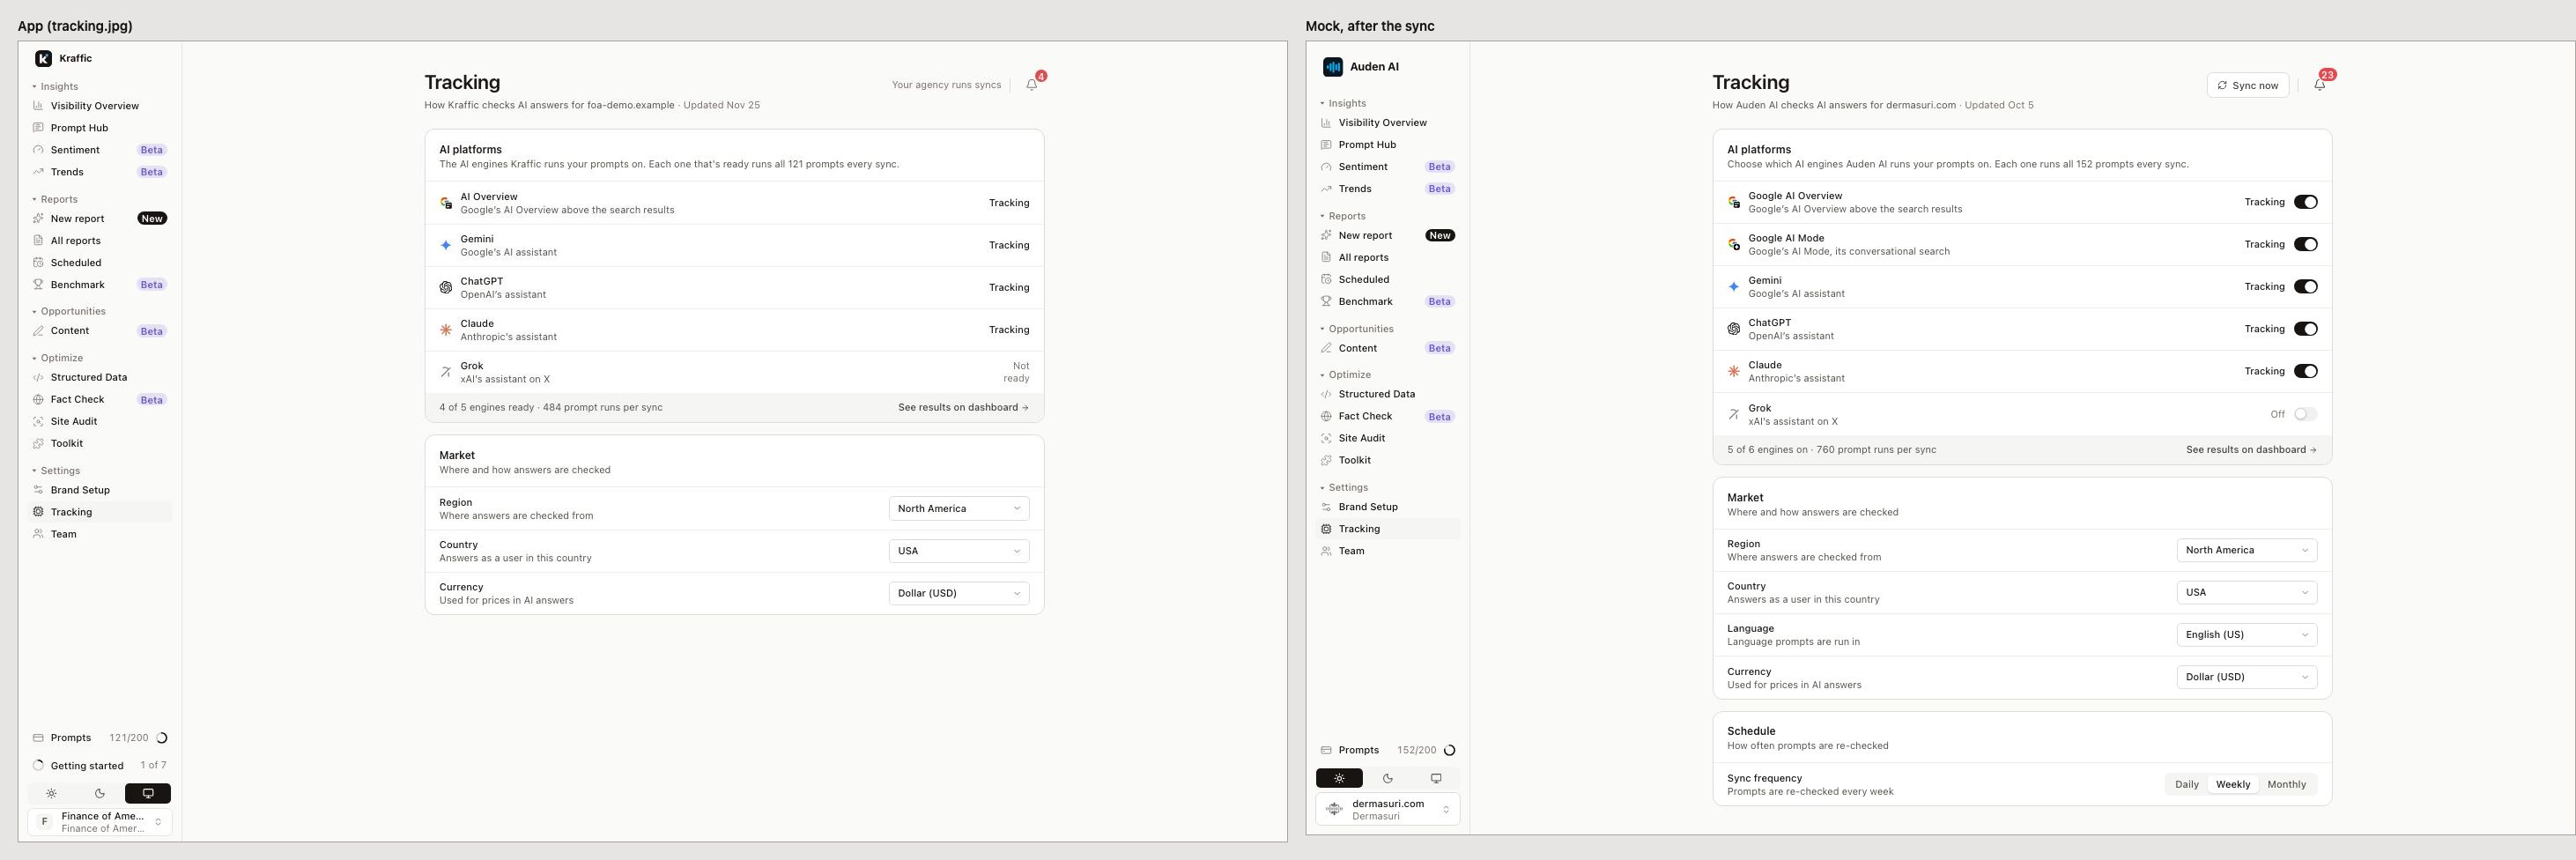 App (tracking.jpg)
Kraffic
Insights
Visibility Overview
Prompt Hub
Sentiment Beta
Trends Beta
Reports
New report New
All reports
Scheduled
Benchmark Beta
Opportunities
Content Beta
Optimize
Structured Data
Fact Check Beta
Site Audit
Toolkit
Settings
Brand Setup
Tracking
Team
Prompts 121/200
Getting started 1 of 7
F
Finance of Ame...
Finance of Amer...
Tracking
How Kraffic checks AI answers for foa-demo.example · Updated Nov 25
Your agency runs syncs
4
AI platforms
The AI engines Kraffic runs your prompts on. Each one that's ready runs all 121 prompts every sync.
AI Overview
Google's AI Overview above the search results
Tracking
Gemini
Google's AI assistant
Tracking
ChatGPT
OpenAI's assistant
Tracking
Claude
Anthropic's assistant
Tracking
Grok
xAI's assistant on X
Not
ready
4 of 5 engines ready · 484 prompt runs per sync
See results on dashboard →
Market
Where and how answers are checked
Region
Where answers are checked from
North America
Country
Answers as a user in this country
USA
Currency
Used for prices in AI answers
Dollar (USD)
Mock, after the sync
Auden AI
Insights
Visibility Overview
Prompt Hub
Sentiment Beta
Trends Beta
Reports
New report New
All reports
Scheduled
Benchmark Beta
Opportunities
Content Beta
Optimize
Structured Data
Fact Check Beta
Site Audit
Toolkit
Settings
Brand Setup
Tracking
Team
Prompts 152/200
dermasuri.com
Dermasuri
Tracking
How Auden AI checks AI answers for dermasuri.com · Updated Oct 5
Sync now
23
AI platforms
Choose which AI engines Auden AI runs your prompts on. Each one runs all 152 prompts every sync.
Google AI Overview
Google's AI Overview above the search results
Tracking
Google AI Mode
Google's AI Mode, its conversational search
Tracking
Gemini
Google's AI assistant
Tracking
ChatGPT
OpenAI's assistant
Tracking
Claude
Anthropic's assistant
Tracking
Grok
xAI's assistant on X
Off
5 of 6 engines on · 760 prompt runs per sync
See results on dashboard →
Market
Where and how answers are checked
Region
Where answers are checked from
North America
Country
Answers as a user in this country
USA
Language
Language prompts are run in
English (US)
Currency
Used for prices in AI answers
Dollar (USD)
Schedule
How often prompts are re-checked
Sync frequency
Prompts are re-checked every week
Daily Weekly Monthly